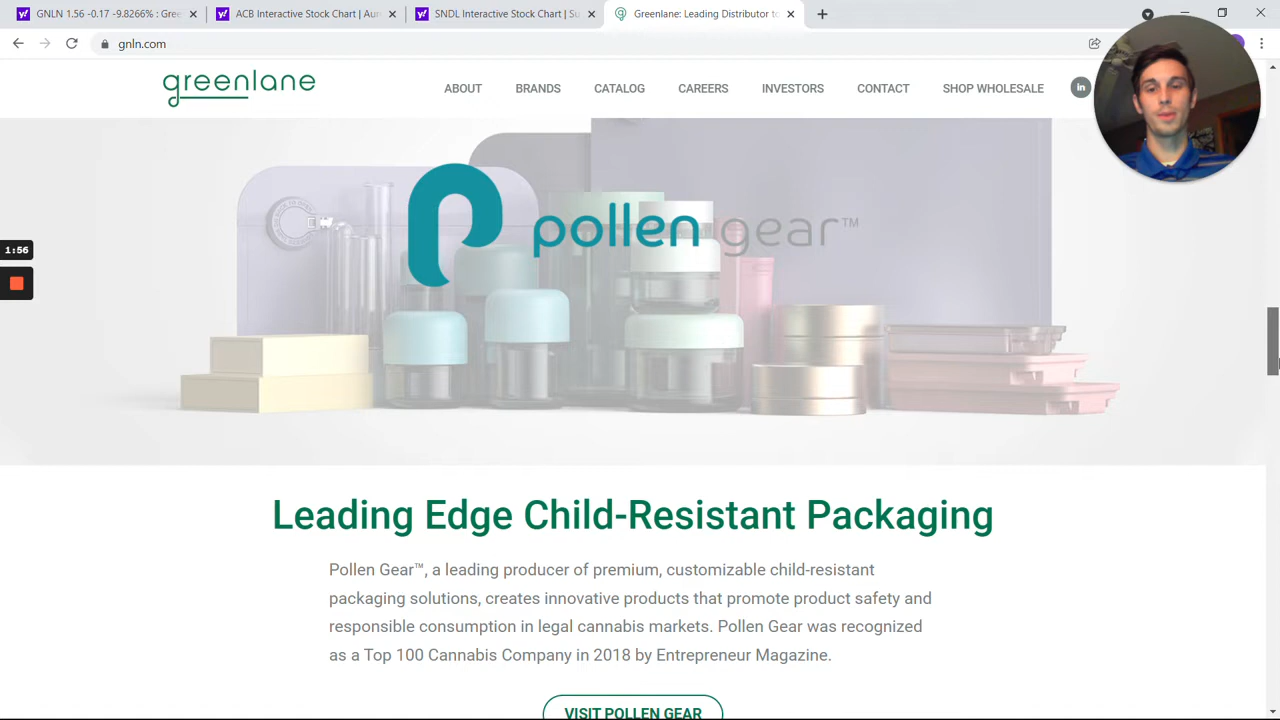 GNLN 1.56 -0.17 -9.8266% : Gree
ACB Interactive Stock Chart | Aur
SNDL Interactive Stock Chart | Su
Greenlane: Leading Distributor to
gnln.com
greenlane
ABOUT
BRANDS
CATALOG
CAREERS
INVESTORS
CONTACT
SHOP WHOLESALE
in
pollen gear™
1:56
Leading Edge Child-Resistant Packaging
Pollen Gear™, a leading producer of premium, customizable child-resistant
packaging solutions, creates innovative products that promote product safety and
responsible consumption in legal cannabis markets. Pollen Gear was recognized
as a Top 100 Cannabis Company in 2018 by Entrepreneur Magazine.
VISIT POLLEN GEAR